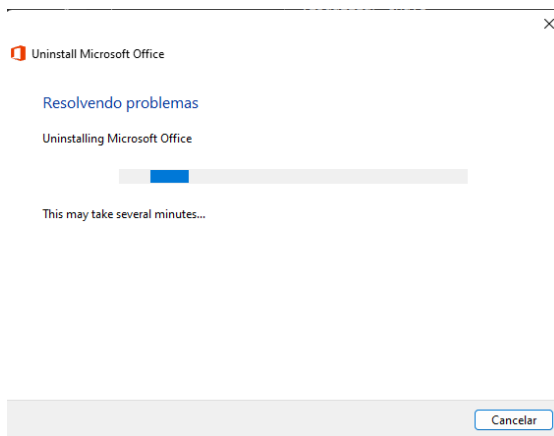 Uninstall Microsoft Office
Resolvendo problemas
Uninstalling Microsoft Office
This may take several minutes...
Cancelar